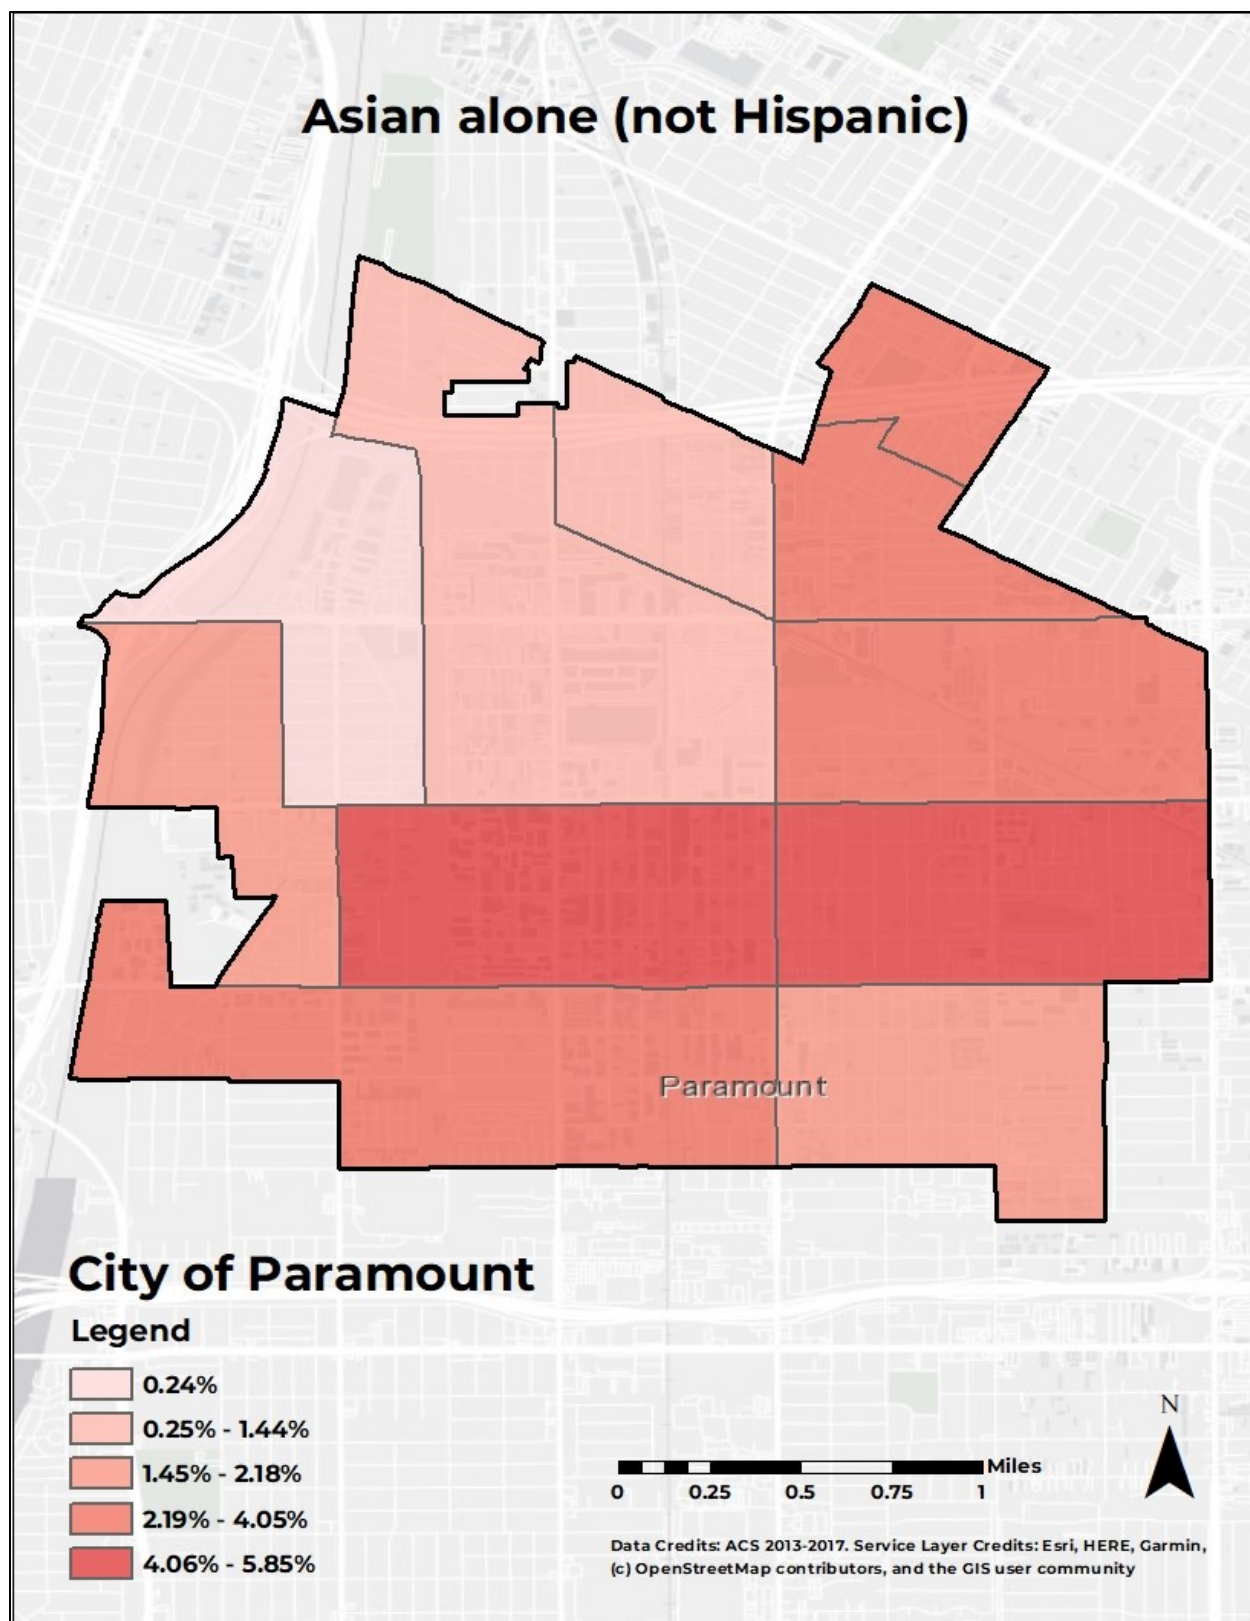 Asian alone (not Hispanic)
Paramount
City of Paramount
Legend
0.24%
0.25% - 1.44%
1.45% - 2.18%
2.19% - 4.05%
4.06% - 5.85%
N
Miles
0 0.25 0.5 0.75 1
Data Credits: ACS 2013-2017. Service Layer Credits: Esri, HERE, Garmin,
(c) OpenStreetMap contributors, and the GIS user community